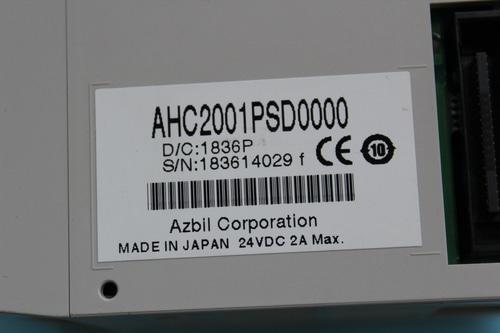 AHC2001PSD0000
D/C:1836P
S/N:183614029 f CE 10
Azbil Corporation
MADE IN JAPAN 24VDC 2A Max.